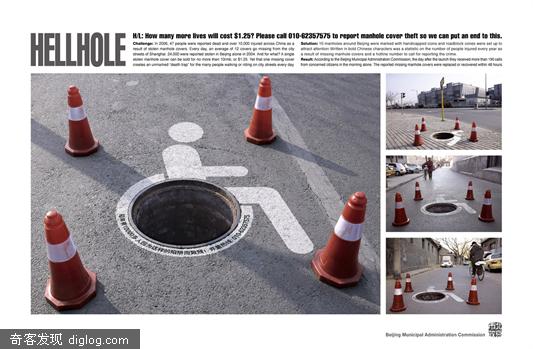 HELLHOLE
H/L: How many more lives will cost $1.25? Please call 010-62357575 to report manhole cover theft so we can put an end to this.
Challenge: In 2006, 47 people were reported dead and over 10,000 injured across China as a
result of stolen manhole covers. Every day, an average of 12 covers go missing from the city
streets of Shanghai. 24,000 were reported stolen in Beijing alone in 2004. And for what? A single
stolen manhole cover can be sold for no more than 10rmb, or $1.25. Yet that one missing cover
creates an unmarked "death trap" for the many people walking or riding on city streets every day.
Solution: 10 manholes around Beijing were marked with handicapped icons and roadblock cones were set up to
attract attention. Written in bold Chinese characters was a statistic on the number of people injured every year as
a result of missing manhole covers and a hotline number to call for reporting the crime.
Result: According to the Beijing Municipal Administration Commission, the day after the launch they received more than 190 calls
from concerned citizens in the morning alone. The reported missing manhole covers were replaced or recovered within 48 hours.
010-62357575
Beijing Municipal Administration Commission
奇客发现 diglog.com